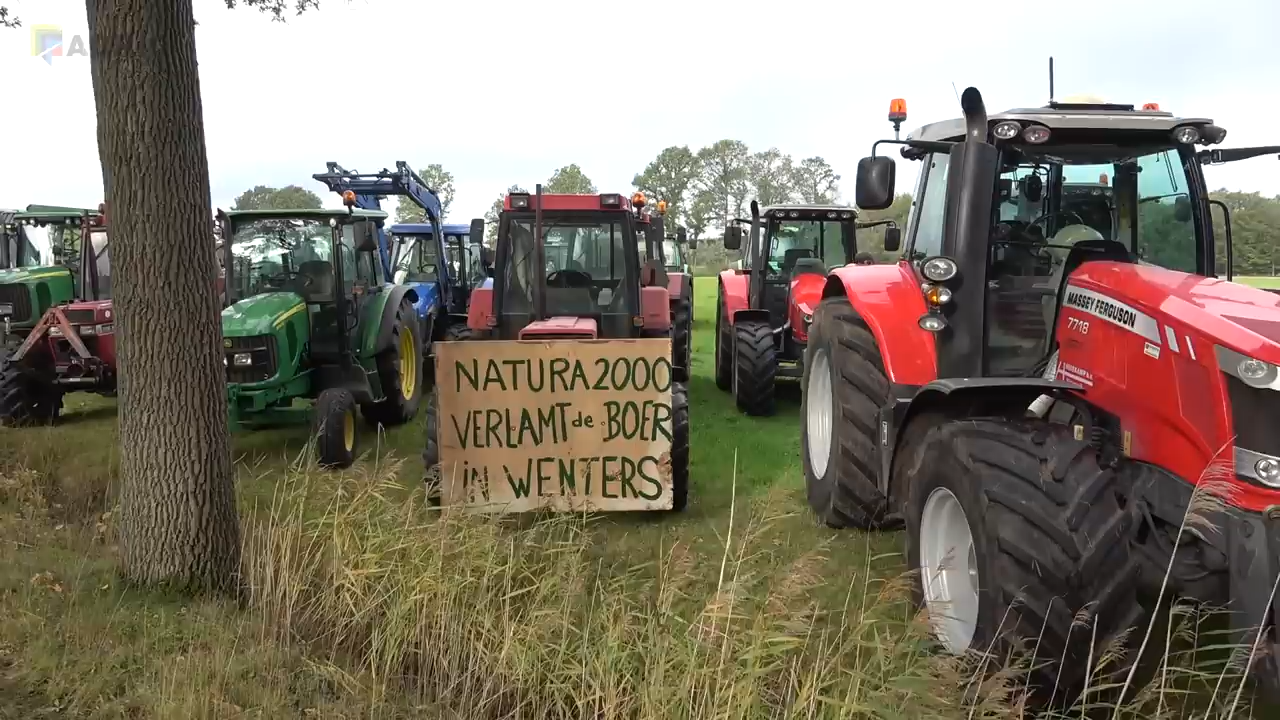 NATURA2000
VERLAMT de BOER
iN WENTERS
MASSEY FERGUSON
7718